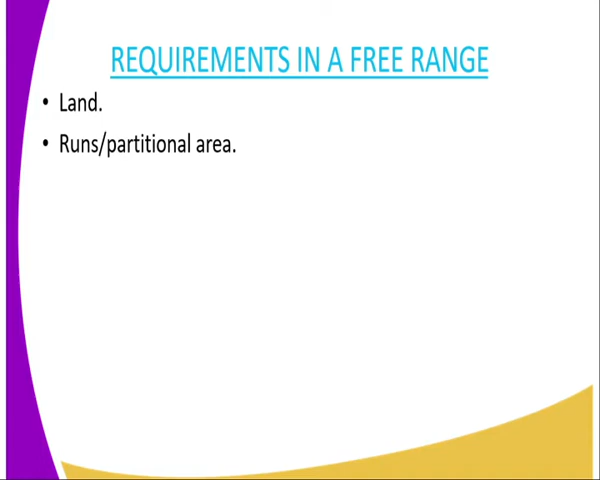 REQUIREMENTS IN A FREE RANGE
• Land.
• Runs/partitional area.